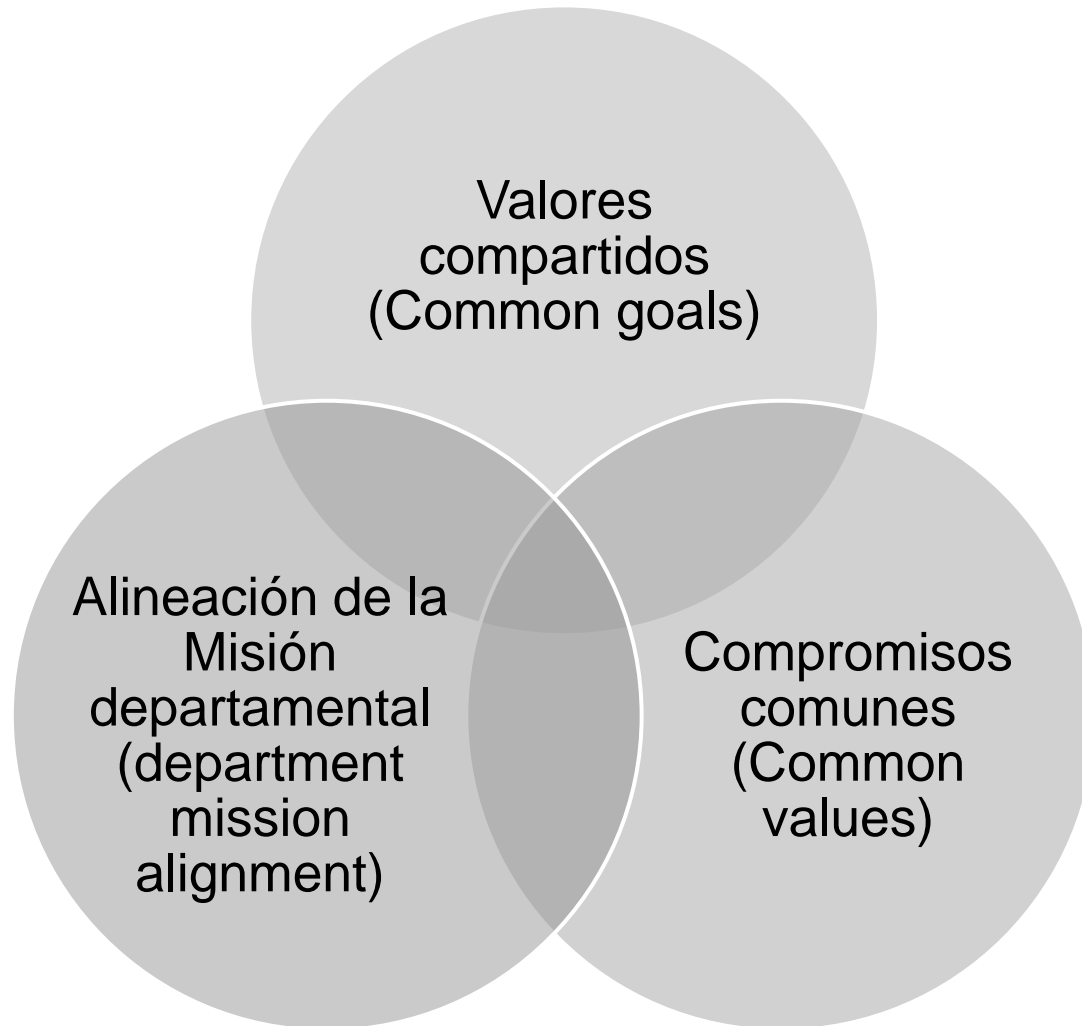 Valores
compartidos
(Common goals)
Alineación de la
Misión
departamental
(department
mission
alignment)
Compromisos
comunes
(Common
values)